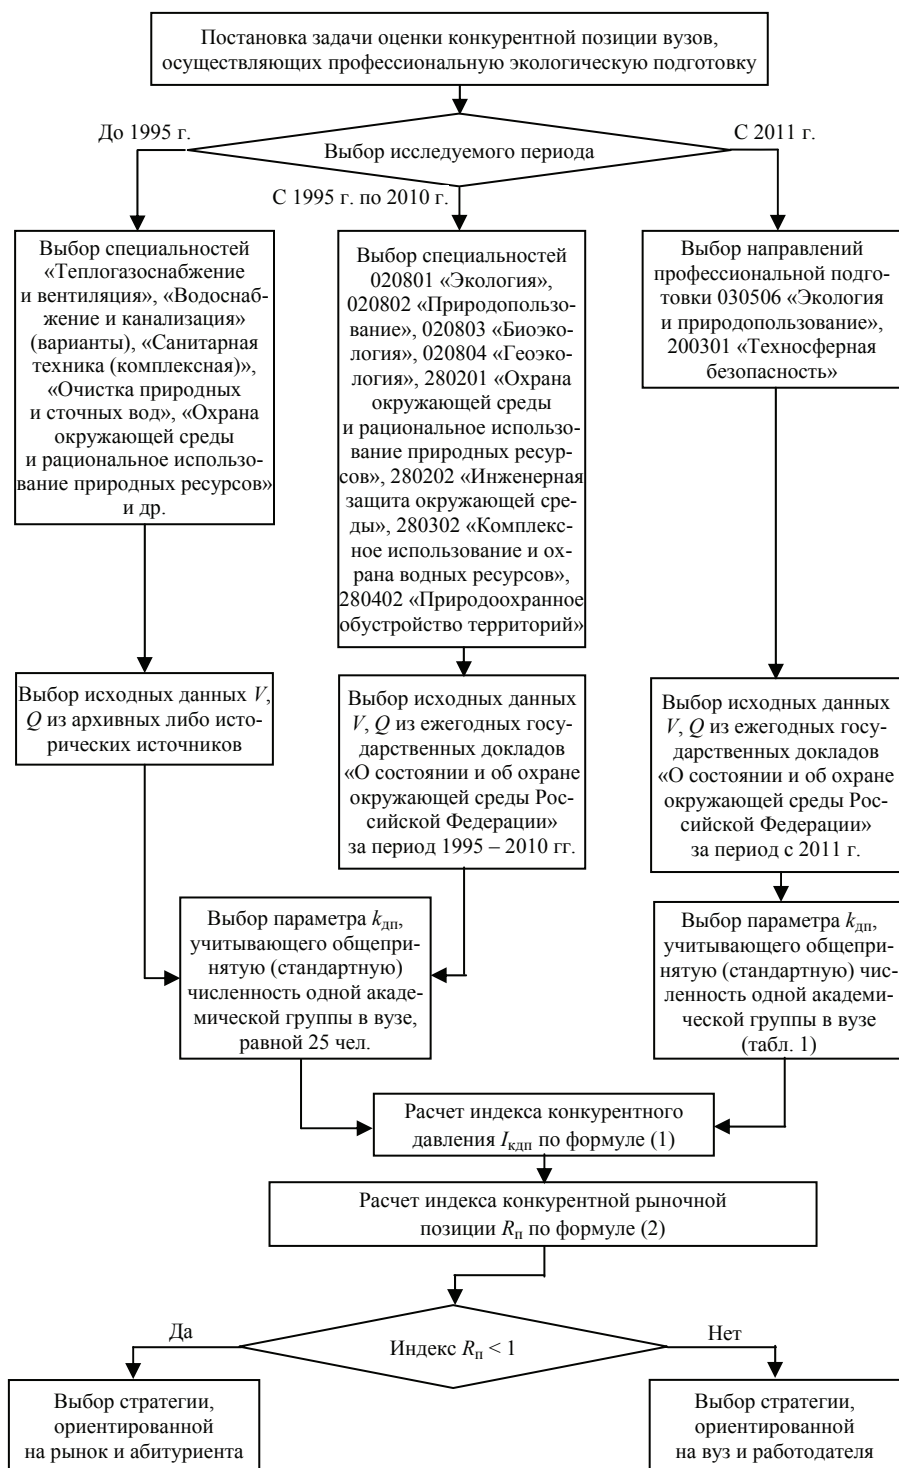 Постановка задачи оценки конкурентной позиции вузов,
осуществляющих профессиональную экологическую подготовку
До 1995 г.
С 2011 г.
Выбор исследуемого периода
С 1995 г. по 2010 г.
Выбор специальностей
«Теплогазоснабжение
и вентиляция», «Водоснаб-
жение и канализация»
(варианты), «Санитарная
техника (комплексная)»,
«Очистка природных
и сточных вод», «Охрана
окружающей среды
и рациональное использо-
вание природных ресурсов»
и др.
Выбор специальностей
020801 «Экология»,
020802 «Природопользо-
вание», 020803 «Биоэко-
логия», 020804 «Геоэко-
логия», 280201 «Охрана
окружающей среды
и рациональное использо-
вание природных ресур-
сов», 280202 «Инженерная
защита окружающей сре-
ды», 280302 «Комплекс-
ное использование и ох-
рана водных ресурсов»,
280402 «Природоохранное
обустройство территорий»
Выбор направлений
профессиональной подго-
товки 030506 «Экология
и природопользование»,
200301 «Техносферная
безопасность»
Выбор исходных данных V,
Q из архивных либо исто-
рических источников
Выбор исходных данных
V, Q из ежегодных госу-
дарственных докладов
«О состоянии и об охране
окружающей среды Рос-
сийской Федерации»
за период 1995 – 2010 гг.
Выбор исходных данных
V, Q из ежегодных госу-
дарственных докладов
«О состоянии и об охране
окружающей среды Рос-
сийской Федерации»
за период с 2011 г.
Выбор параметра kдп,
учитывающего общепри-
нятую (стандартную)
численность одной акаде-
мической группы в вузе,
равной 25 чел.
Выбор параметра kдп,
учитывающего общепри-
нятую (стандартную) чис-
ленность одной академи-
ческой группы в вузе
(табл. 1)
Расчет индекса конкурентного
давления Iкдп по формуле (1)
Расчет индекса конкурентной рыночной
позиции Rп по формуле (2)
Да
Нет
Индекс Rп < 1
Выбор стратегии,
ориентированной
на рынок и абитуриента
Выбор стратегии,
ориентированной
на вуз и работодателя